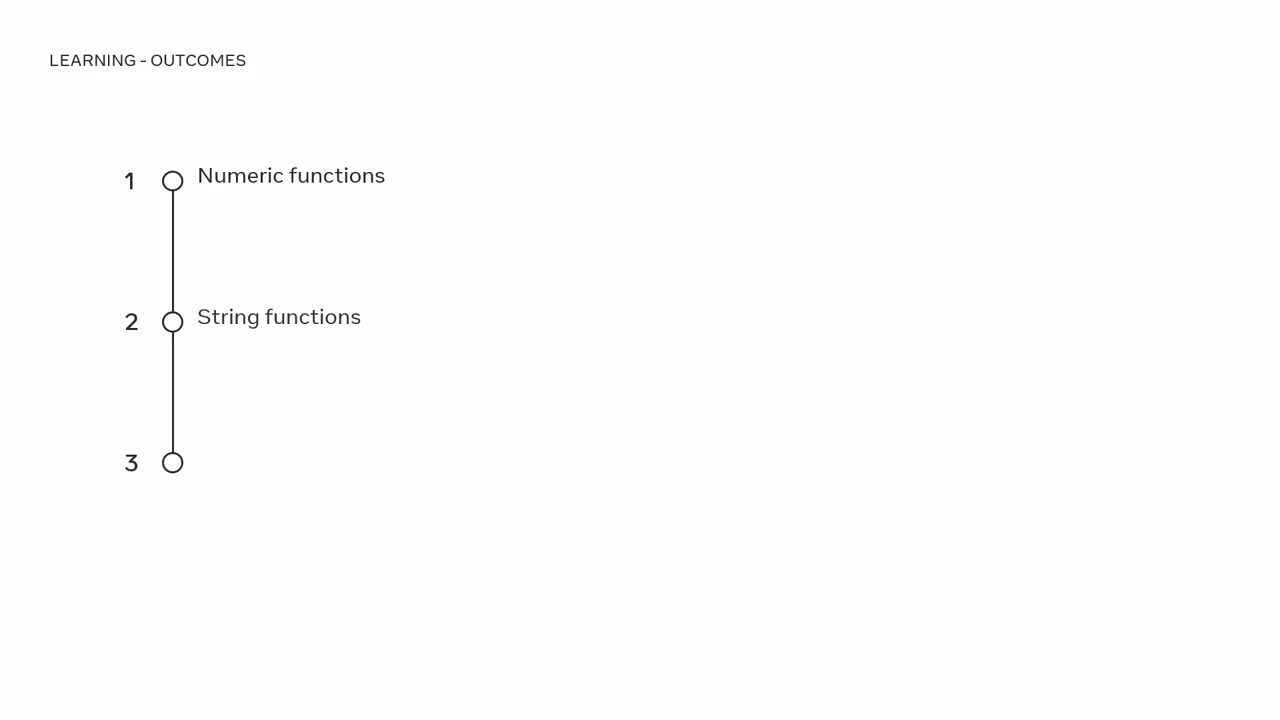 LEARNING - OUTCOMES
1 Numeric functions
2 String functions
3